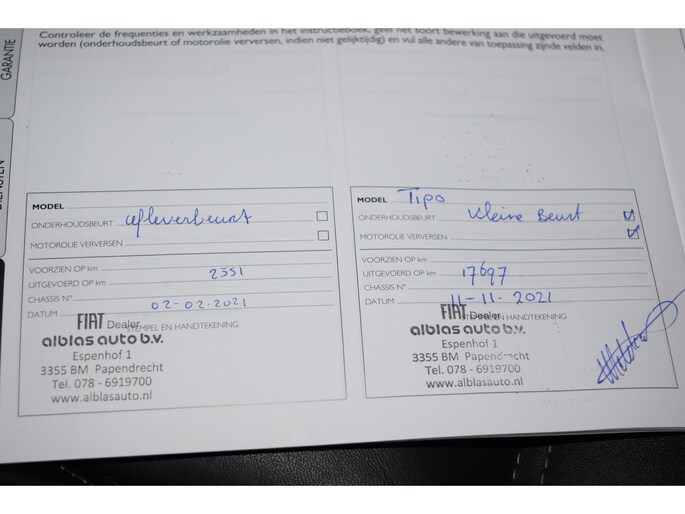 Controleer de frequenties en werkzaamheden in het instructieboek, geef het soort bewerking aan die uitgevoerd moet
worden (onderhoudsbeurt of motorolie verversen, indien niet gelijktijdig) en vul alle andere van toepassing zijnde velden in.
GARANTIE
DIENSTEN
MODEL
ONDERHOUDSBEURT afleverbeurt
MOTOROLIE VERVERSEN
VOORZIEN OP km
UITGEVOERD OP km 2351
CHASSIS N°
DATUM 02-02-2021
STEMPEL EN HANDTEKENING
FIAT Dealer
alblas auto b.v.
Espenhof 1
3355 BM Papendrecht
Tel. 078 - 6919700
www.alblasauto.nl
MODEL Tipo
ONDERHOUDSBEURT Kleine Beurt
MOTOROLIE VERVERSEN
VOORZIEN OP km
UITGEVOERD OP km 17697
CHASSIS N°
DATUM 11-11-2021
STEMPEL EN HANDTEKENING
FIAT Dealer
alblas auto b.v.
Espenhof 1
3355 BM Papendrecht
Tel. 078 - 6919700
www.alblasauto.nl